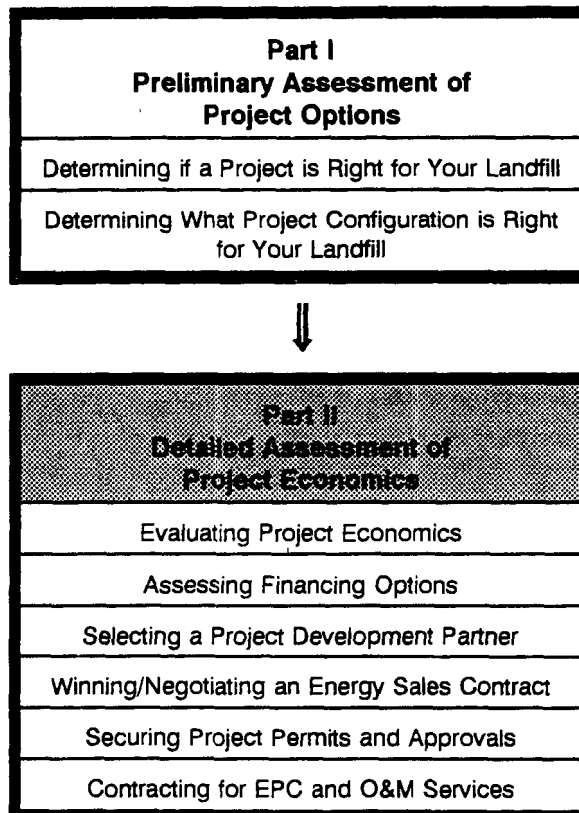 Part I
Preliminary Assessment of
Project Options
Determining if a Project is Right for Your Landfill
Determining What Project Configuration is Right
for Your Landfill
Part II
Detailed Assessment of
Project Economics
Evaluating Project Economics
Assessing Financing Options
Selecting a Project Development Partner
Winning/Negotiating an Energy Sales Contract
Securing Project Permits and Approvals
Contracting for EPC and O&M Services